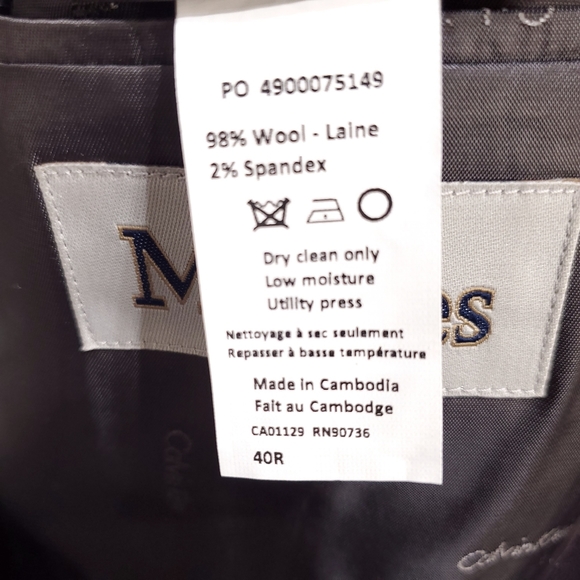 PO 4900075149
98% Wool - Laine
2% Spandex
Dry clean only
Low moisture
Utility press
Nettoyage à sec seulement
Repasser à basse température
Made in Cambodia
Fait au Cambodge
CA01129 RN90736
40R
M
es